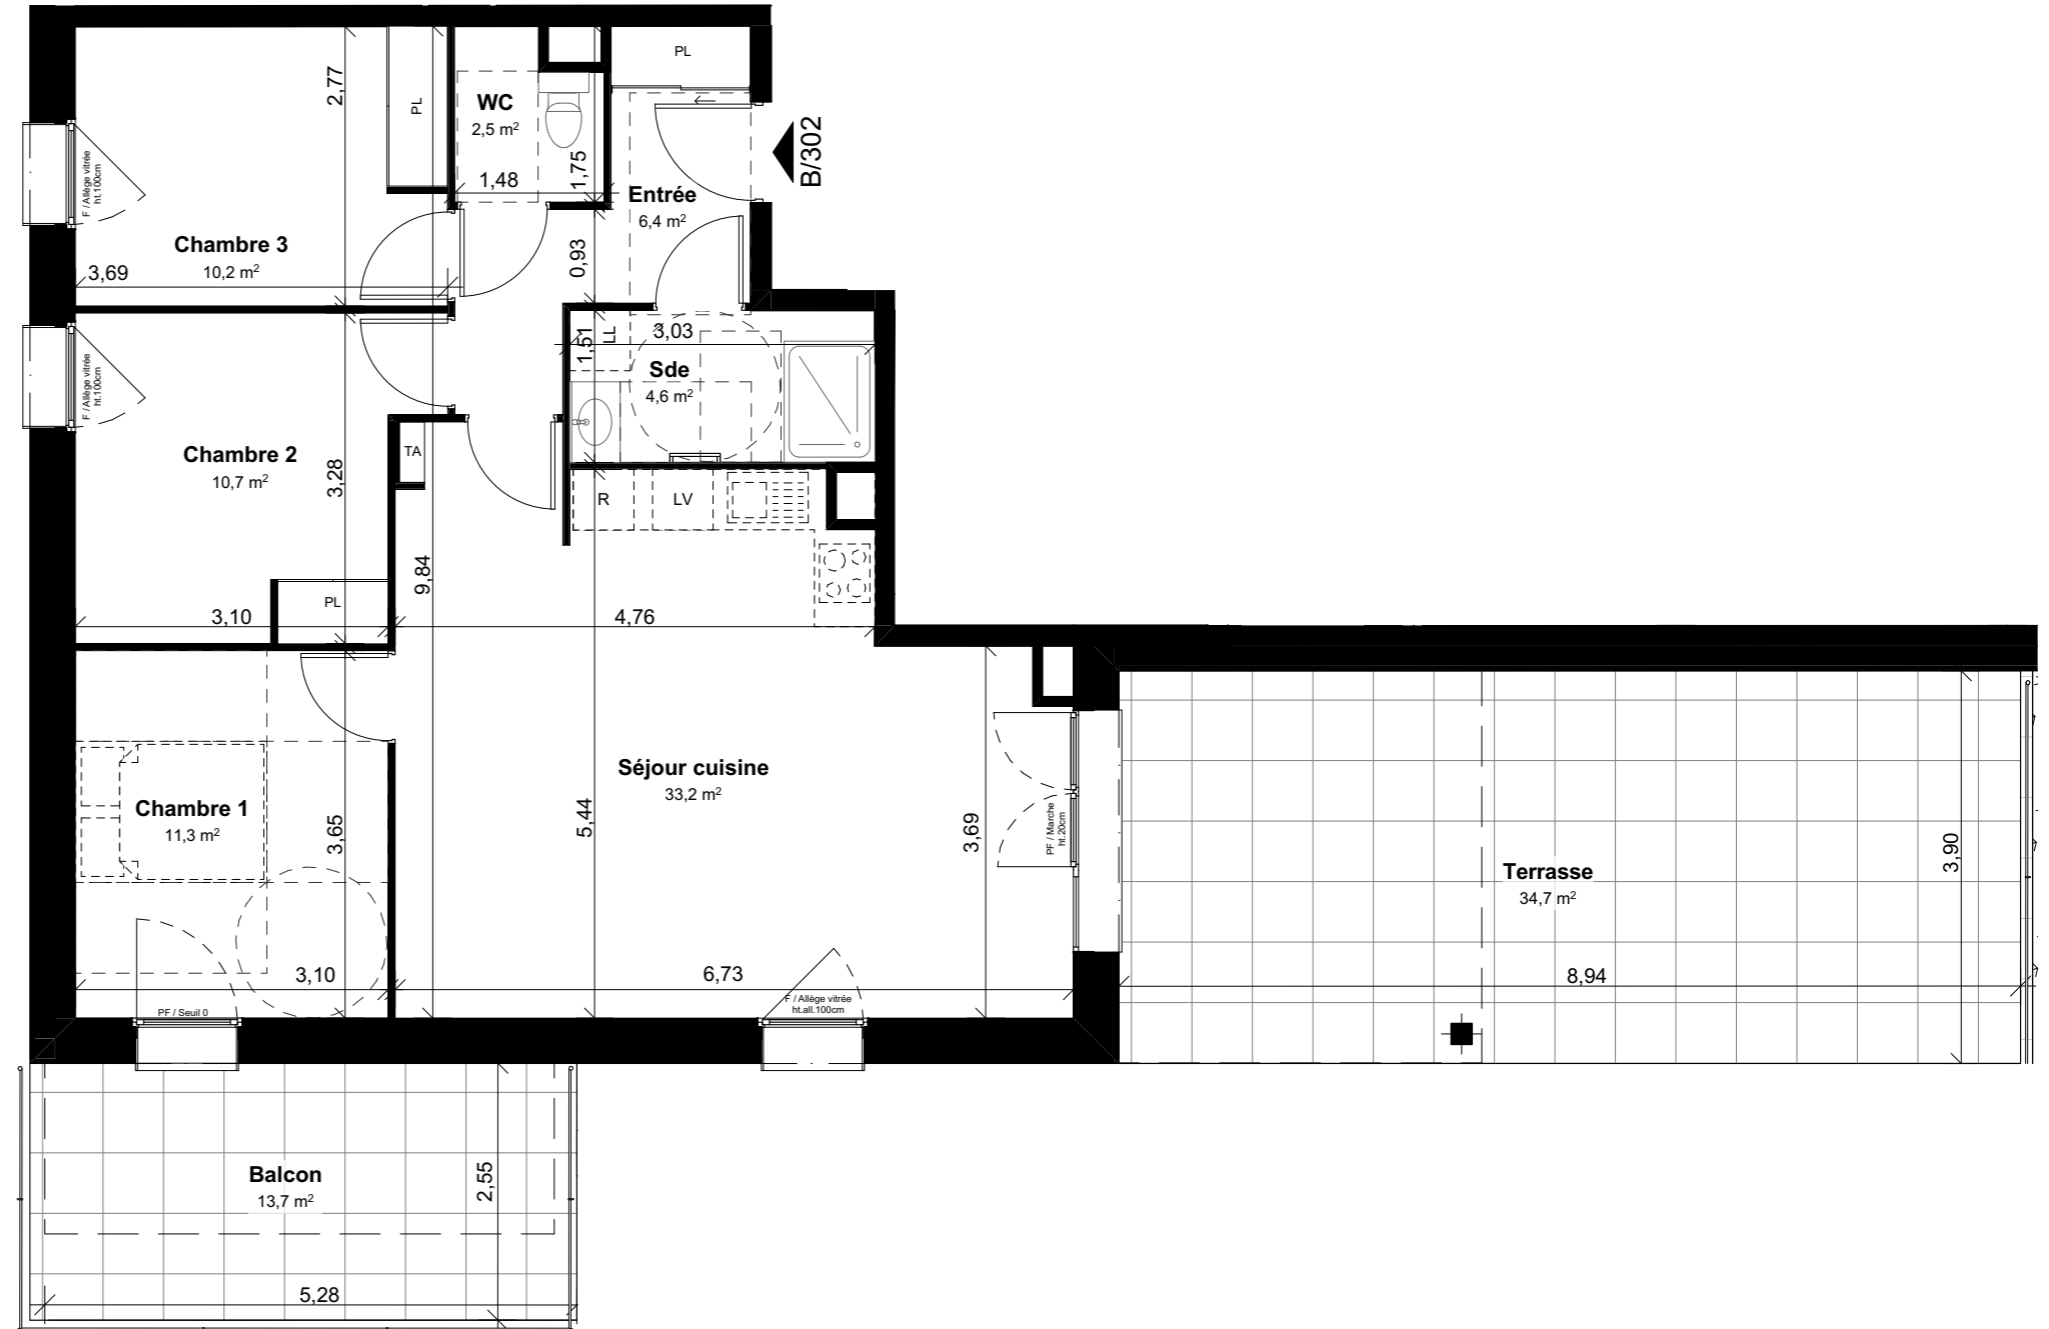 PL
WC
2,5 m²
1,48
1,75
PL
2,77
B/302
Entrée
6,4 m²
F / Allège vitrée
ht.100cm
Chambre 3
10,2 m²
3,69
0,93
1,51
LL
3,03
Sde
4,6 m²
F / Allège vitrée
ht.100cm
Chambre 2
10,7 m²
3,28
TA
R
LV
9,84
PL
3,10
4,76
Séjour cuisine
33,2 m²
Chambre 1
11,3 m²
3,65
5,44
3,69
PF / Marche
ht.20cm
Terrasse
34,7 m²
3,90
8,94
3,10
6,73
PF / Seuil 0
F / Allège vitrée
ht.all.100cm
Balcon
13,7 m²
2,55
5,28